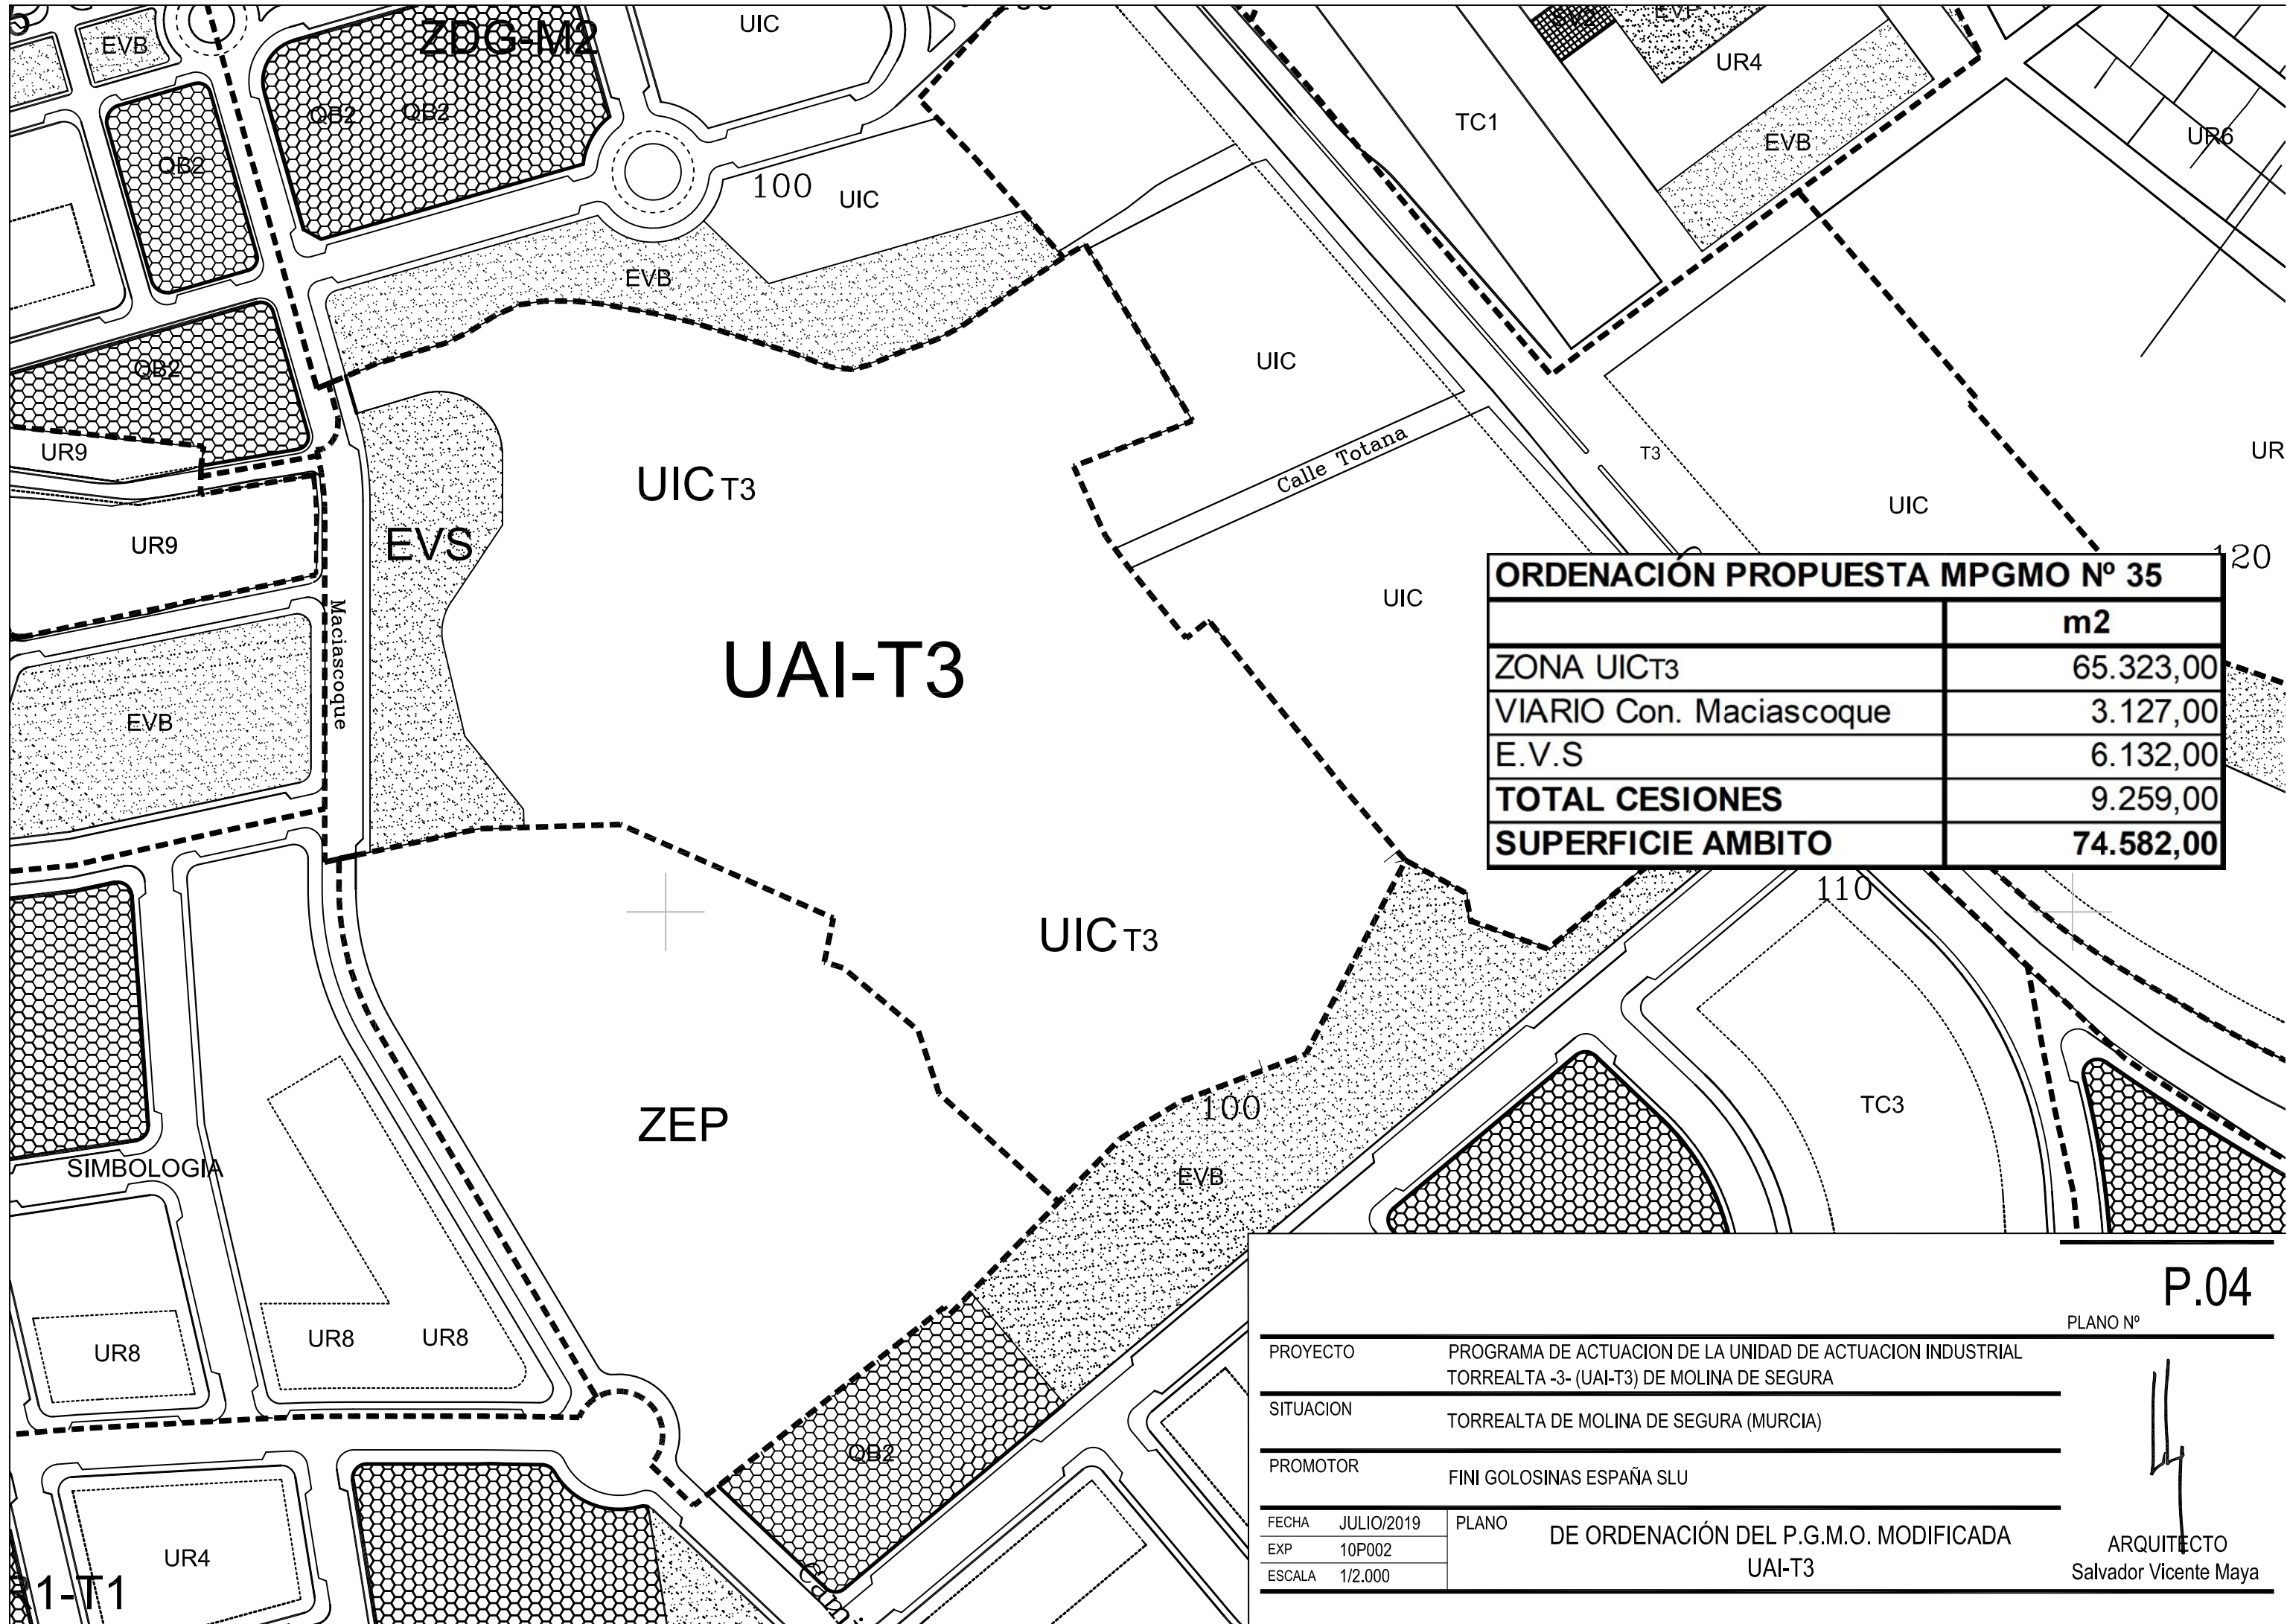 EVB
ZDG-M2
UIC
QB2 QB2
QB2
100 UIC
EVB
QB2
UR4
TC1
EVB
UR6
UIC
Calle Totana
T3
UIC
UR
UR9
UIC T3
UR9
EVS
Maciascoque
UIC
120
UAI-T3
EVB
ORDENACIÓN PROPUESTA MPGMO Nº 35
m2
ZONA UICT3 65.323,00
VIARIO Con. Maciascoque 3.127,00
E.V.S 6.132,00
TOTAL CESIONES 9.259,00
SUPERFICIE AMBITO 74.582,00
110
UIC T3
100
EVB
TC3
ZEP
SIMBOLOGIA
UR8
UR8 UR8
QB2
UR4
1-T1
P.04
PLANO Nº
PROYECTO PROGRAMA DE ACTUACION DE LA UNIDAD DE ACTUACION INDUSTRIAL
TORREALTA -3- (UAI-T3) DE MOLINA DE SEGURA
SITUACION TORREALTA DE MOLINA DE SEGURA (MURCIA)
PROMOTOR FINI GOLOSINAS ESPAÑA SLU
FECHA JULIO/2019
EXP 10P002
ESCALA 1/2.000
PLANO DE ORDENACIÓN DEL P.G.M.O. MODIFICADA
UAI-T3
ARQUITECTO
Salvador Vicente Maya